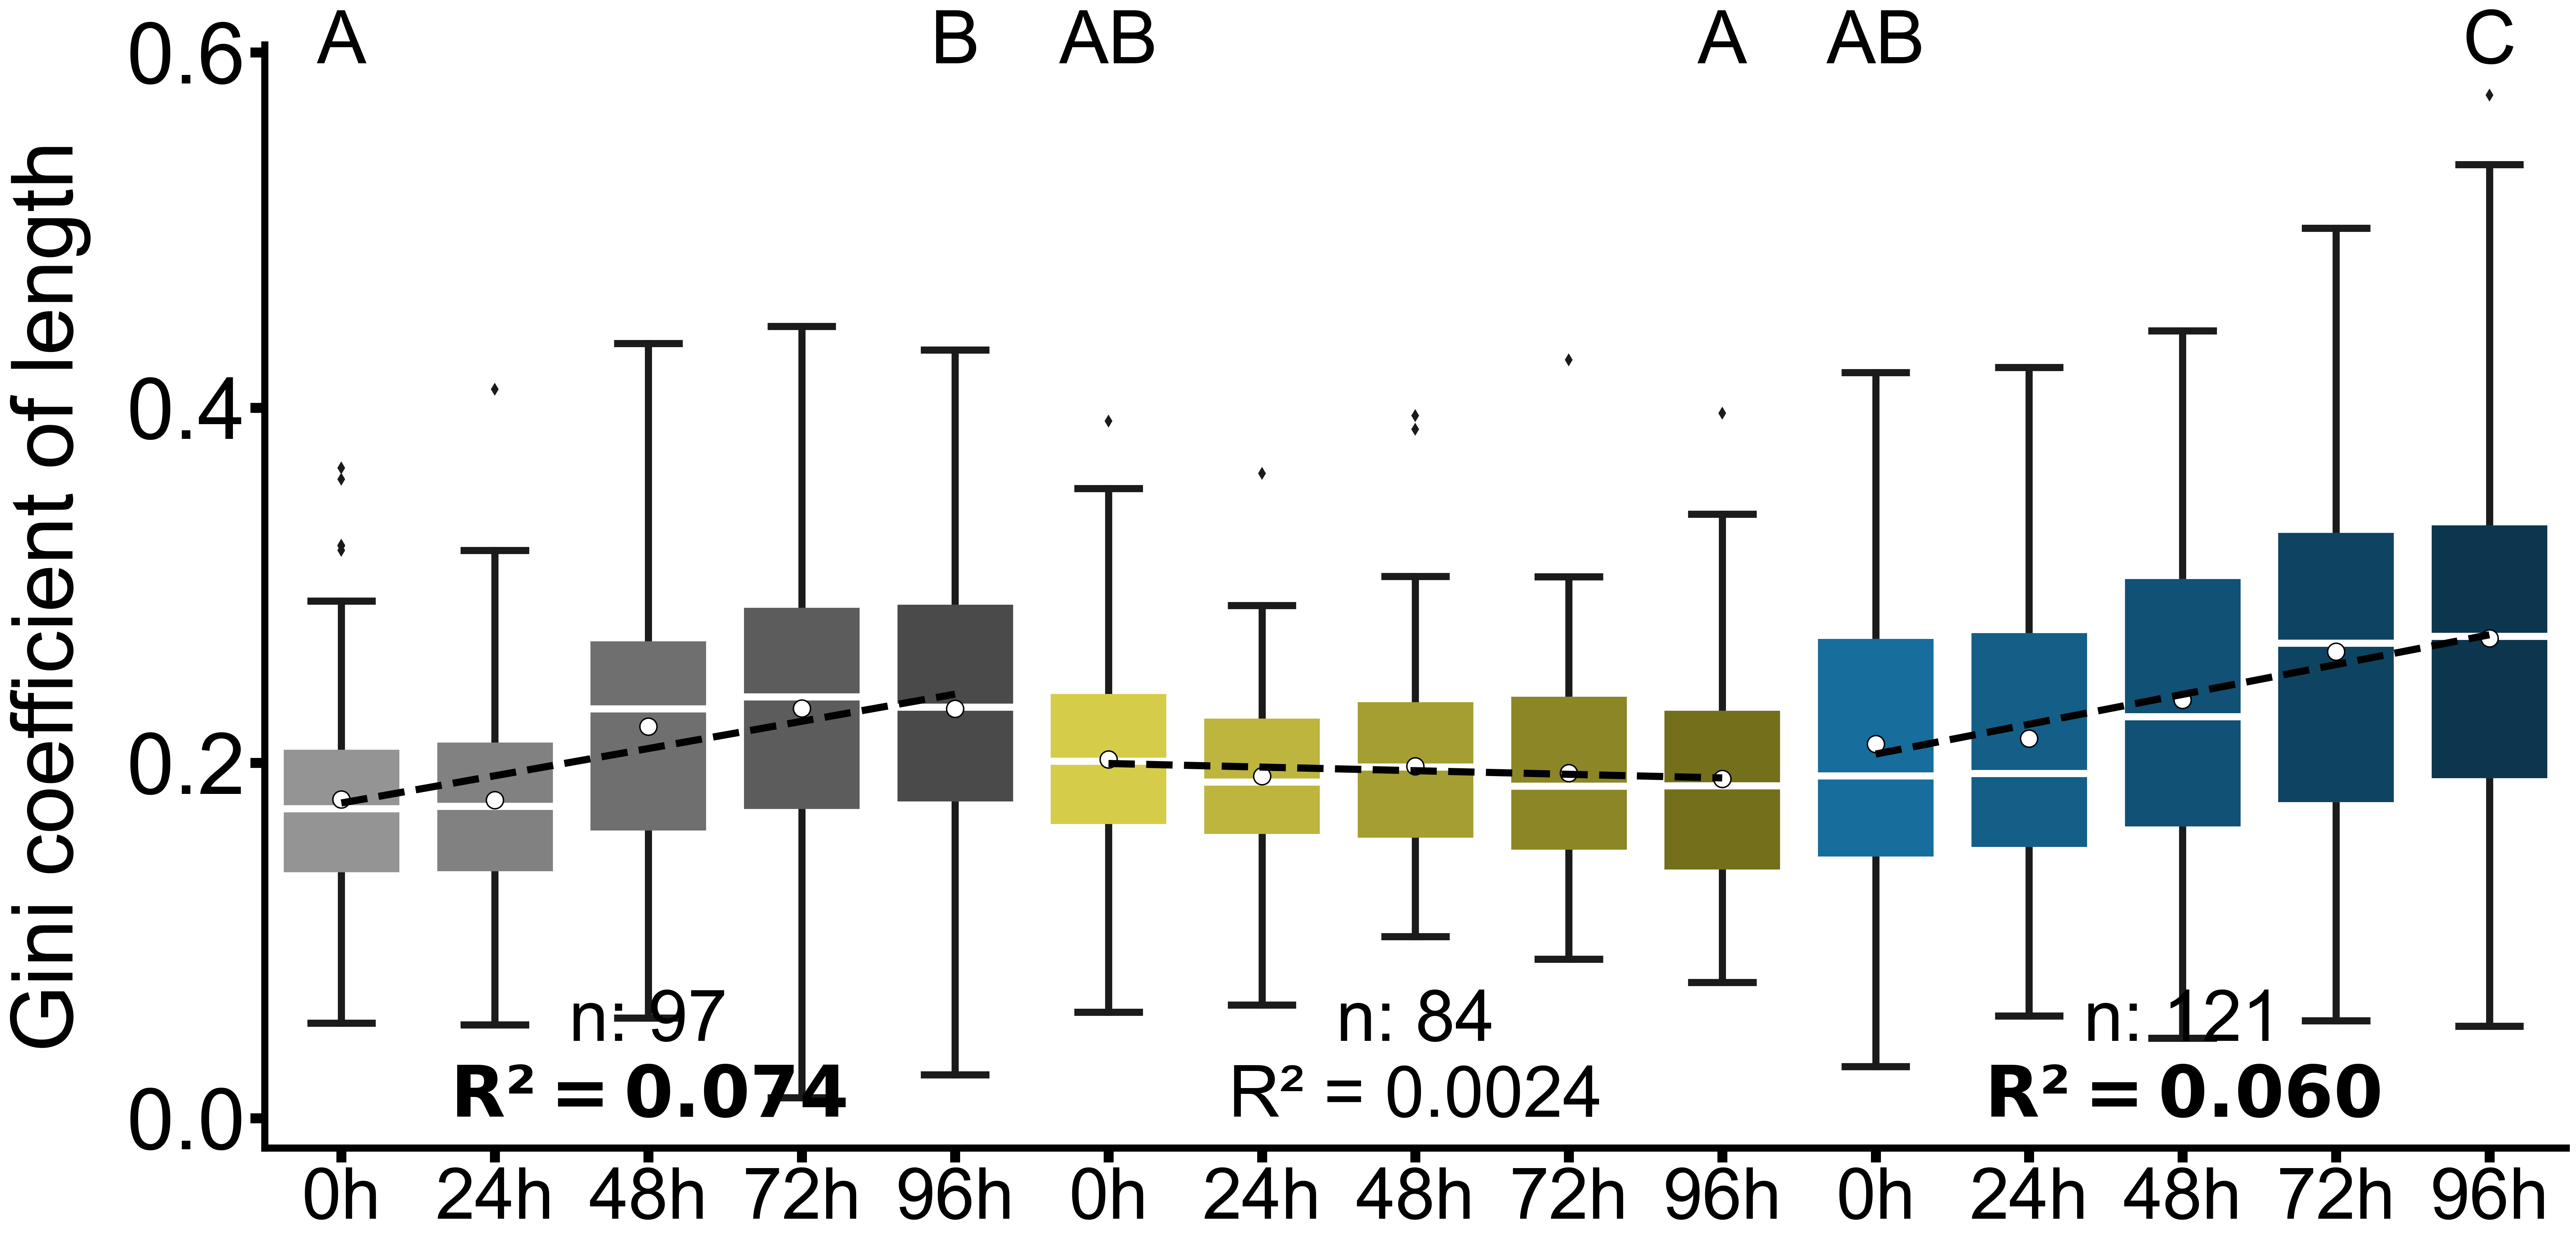 A B AB A AB C
Gini coefficient of length
0.6
0.4
0.2
0.0
n: 97 n: 84 n: 121
R² = 0.074 R² = 0.0024 R² = 0.060
0h 24h 48h 72h 96h 0h 24h 48h 72h 96h 0h 24h 48h 72h 96h